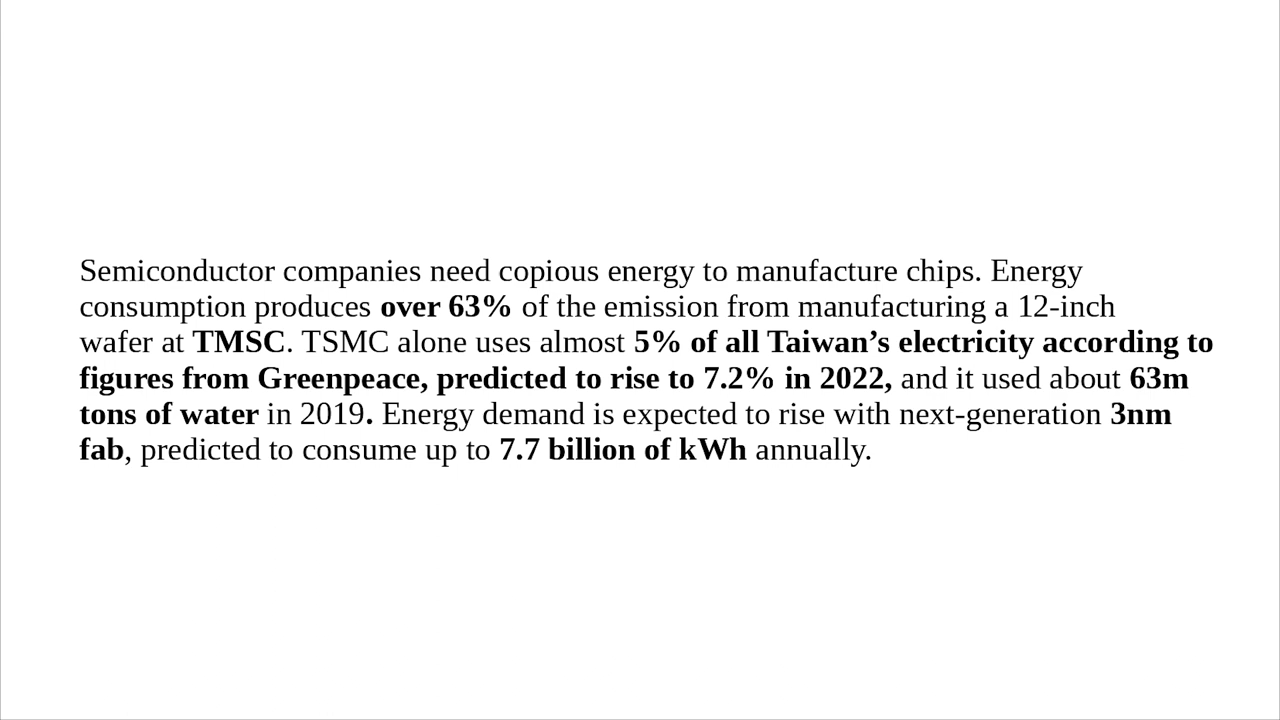 Semiconductor companies need copious energy to manufacture chips. Energy
consumption produces over 63% of the emission from manufacturing a 12-inch
wafer at TMSC. TSMC alone uses almost 5% of all Taiwan’s electricity according to
figures from Greenpeace, predicted to rise to 7.2% in 2022, and it used about 63m
tons of water in 2019. Energy demand is expected to rise with next-generation 3nm
fab, predicted to consume up to 7.7 billion of kWh annually.